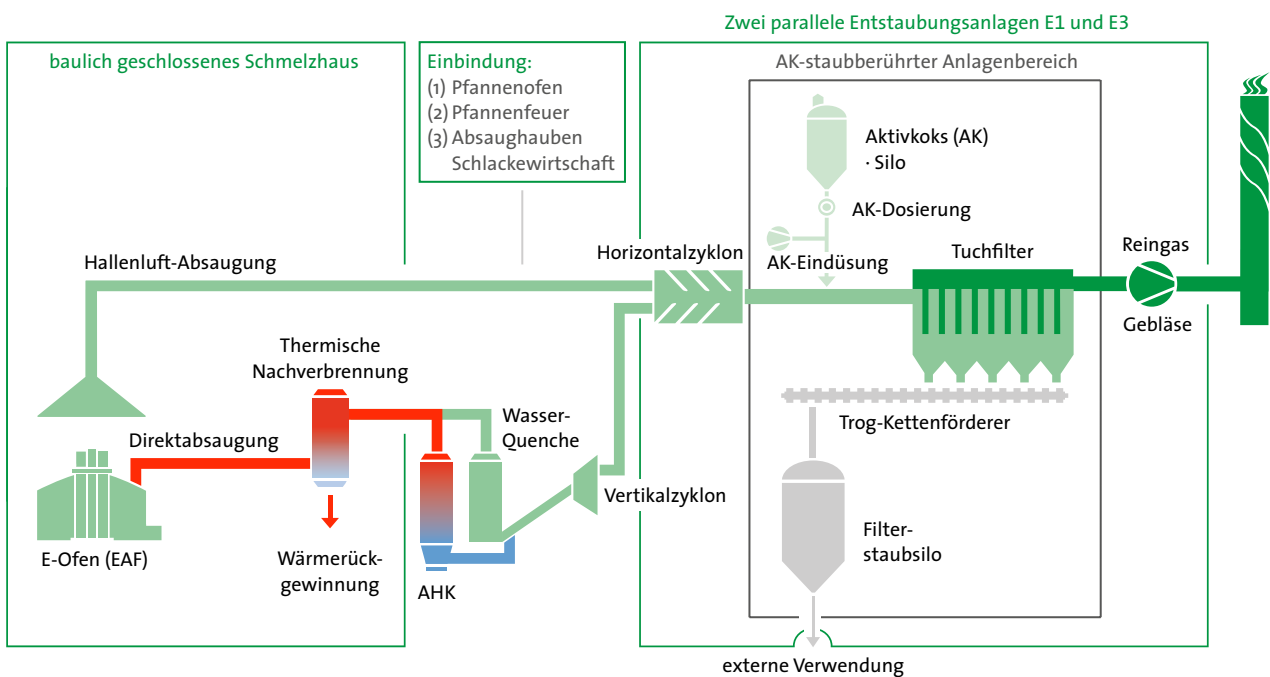 Zwei parallele Entstaubungsanlagen E1 und E3
baulich geschlossenes Schmelzhaus
Einbindung:
(1) Pfannenofen
(2) Pfannenfeuer
(3) Absaughauben
Schlackewirtschaft
AK-staubberührter Anlagenbereich
Aktivkoks (AK)
· Silo
AK-Dosierung
AK-Eindüsung
Hallenluft-Absaugung
Horizontalzyklon
Tuchfilter
Reingas
Gebläse
Thermische
Nachverbrennung
Direktabsaugung
Wasser-
Quenche
Vertikalzyklon
Trog-Kettenförderer
E-Ofen (EAF)
Wärmerück-
gewinnung
AHK
Filter-
staubsilo
externe Verwendung